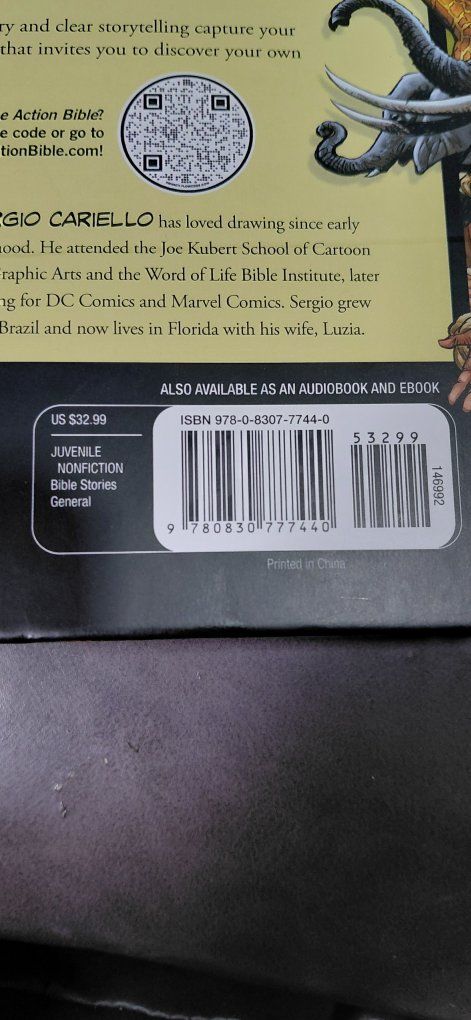 ry and clear storytelling capture your
that invites you to discover your own
e Action Bible?
e code or go to
tionBible.com!
RGIO CARIELLO has loved drawing since early
hood. He attended the Joe Kubert School of Cartoon
raphic Arts and the Word of Life Bible Institute, later
ng for DC Comics and Marvel Comics. Sergio grew
Brazil and now lives in Florida with his wife, Luzia.
ALSO AVAILABLE AS AN AUDIOBOOK AND EBOOK
US $32.99
JUVENILE
NONFICTION
Bible Stories
General
ISBN 978-0-8307-7744-0
53299
9 780830 777440
146992
Printed in China